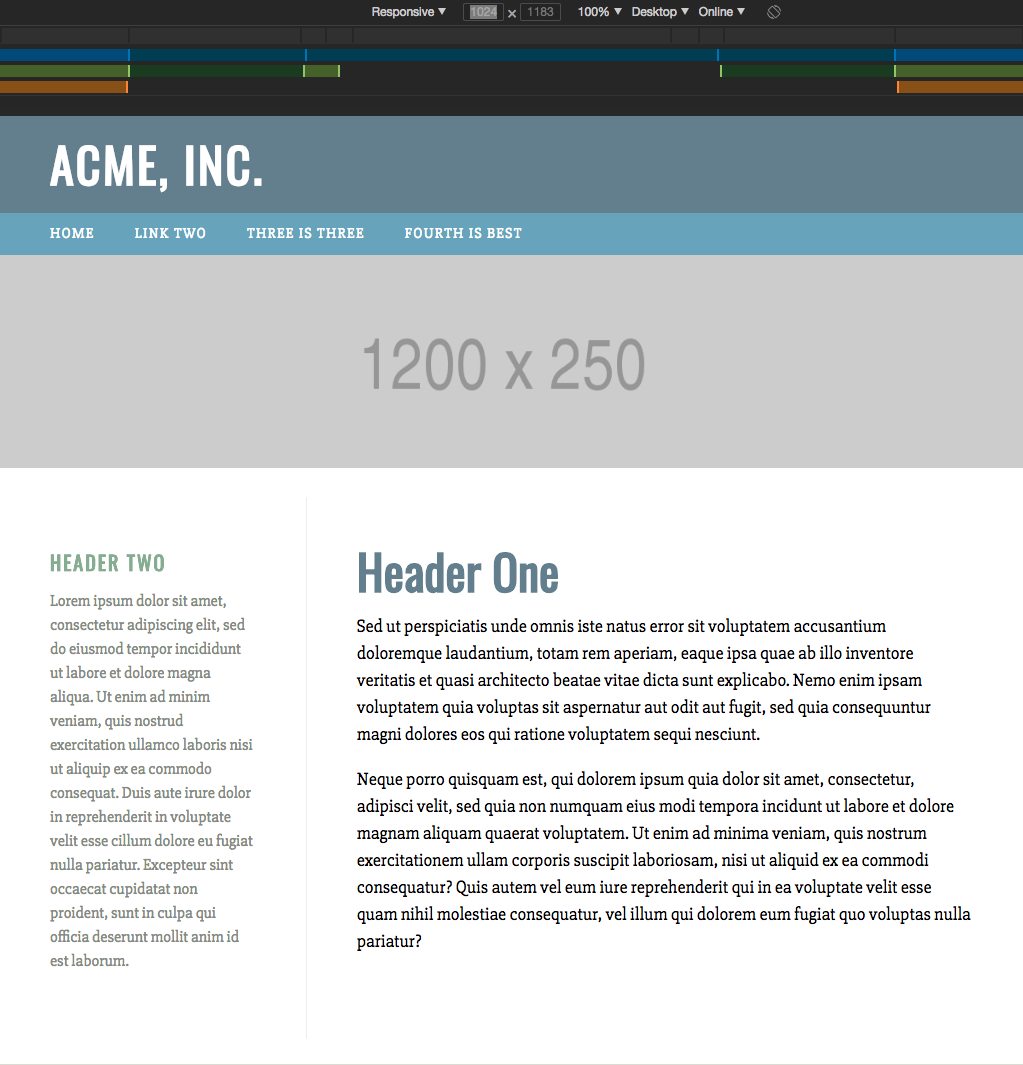 Responsive ▼ 1024 × 1183 100% ▼ Desktop ▼ Online ▼
ACME, INC.
HOME LINK TWO THREE IS THREE FOURTH IS BEST
1200 x 250
HEADER TWO
Lorem ipsum dolor sit amet,
consectetur adipiscing elit, sed
do eiusmod tempor incididunt
ut labore et dolore magna
aliqua. Ut enim ad minim
veniam, quis nostrud
exercitation ullamco laboris nisi
ut aliquip ex ea commodo
consequat. Duis aute irure dolor
in reprehenderit in voluptate
velit esse cillum dolore eu fugiat
nulla pariatur. Excepteur sint
occaecat cupidatat non
proident, sunt in culpa qui
officia deserunt mollit anim id
est laborum.
Header One
Sed ut perspiciatis unde omnis iste natus error sit voluptatem accusantium
doloremque laudantium, totam rem aperiam, eaque ipsa quae ab illo inventore
veritatis et quasi architecto beatae vitae dicta sunt explicabo. Nemo enim ipsam
voluptatem quia voluptas sit aspernatur aut odit aut fugit, sed quia consequuntur
magni dolores eos qui ratione voluptatem sequi nesciunt.
Neque porro quisquam est, qui dolorem ipsum quia dolor sit amet, consectetur,
adipisci velit, sed quia non numquam eius modi tempora incidunt ut labore et dolore
magnam aliquam quaerat voluptatem. Ut enim ad minima veniam, quis nostrum
exercitationem ullam corporis suscipit laboriosam, nisi ut aliquid ex ea commodi
consequatur? Quis autem vel eum iure reprehenderit qui in ea voluptate velit esse
quam nihil molestiae consequatur, vel illum qui dolorem eum fugiat quo voluptas nulla
pariatur?